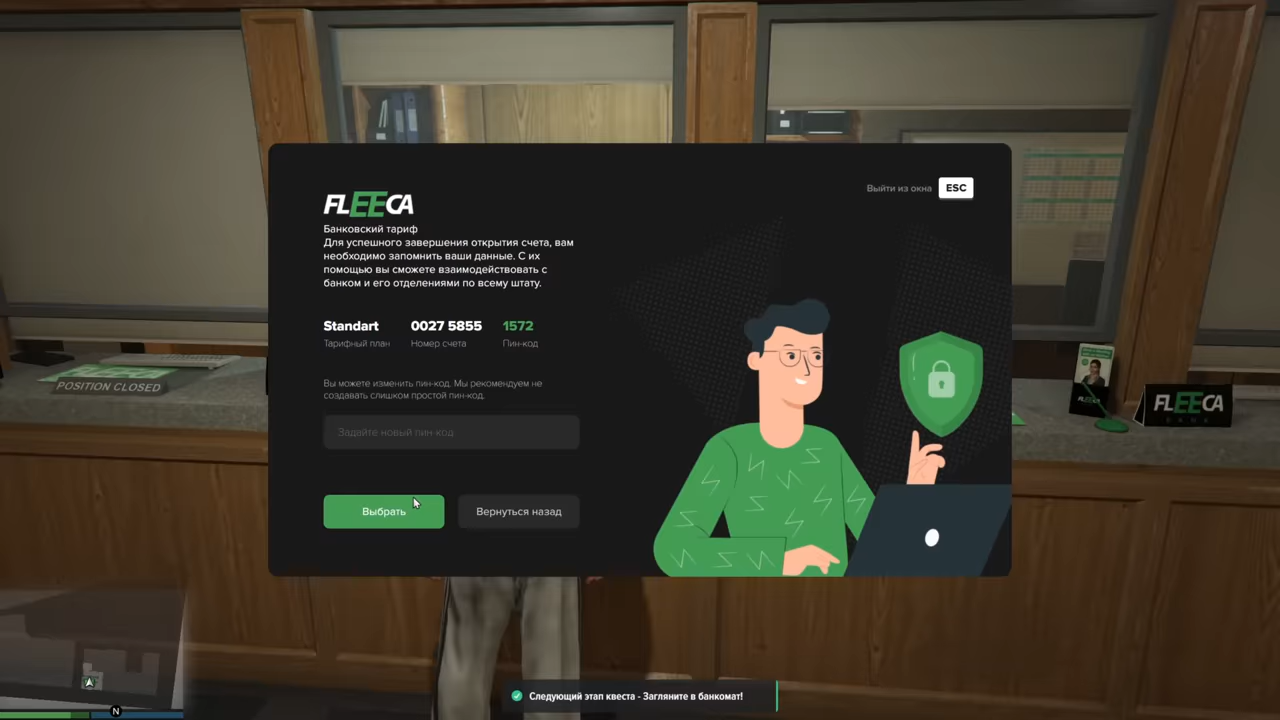 FLEECA
Выйти из окна ESC
Банковский тариф
Для успешного завершения открытия счета, вам
необходимо запомнить ваши данные. С их
помощью вы сможете взаимодействовать с
банком и его отделениями по всему штату.
Standart 0027 5855 1572
Тарифный план Номер счета Пин-код
Вы можете изменить пин-код. Мы рекомендуем не
создавать слишком простой пин-код.
Задайте новый пин-код
Выбрать Вернуться назад
POSITION CLOSED
FLEECA
FLEECA
BANK
N
Следующий этап квеста - Загляните в банкомат!